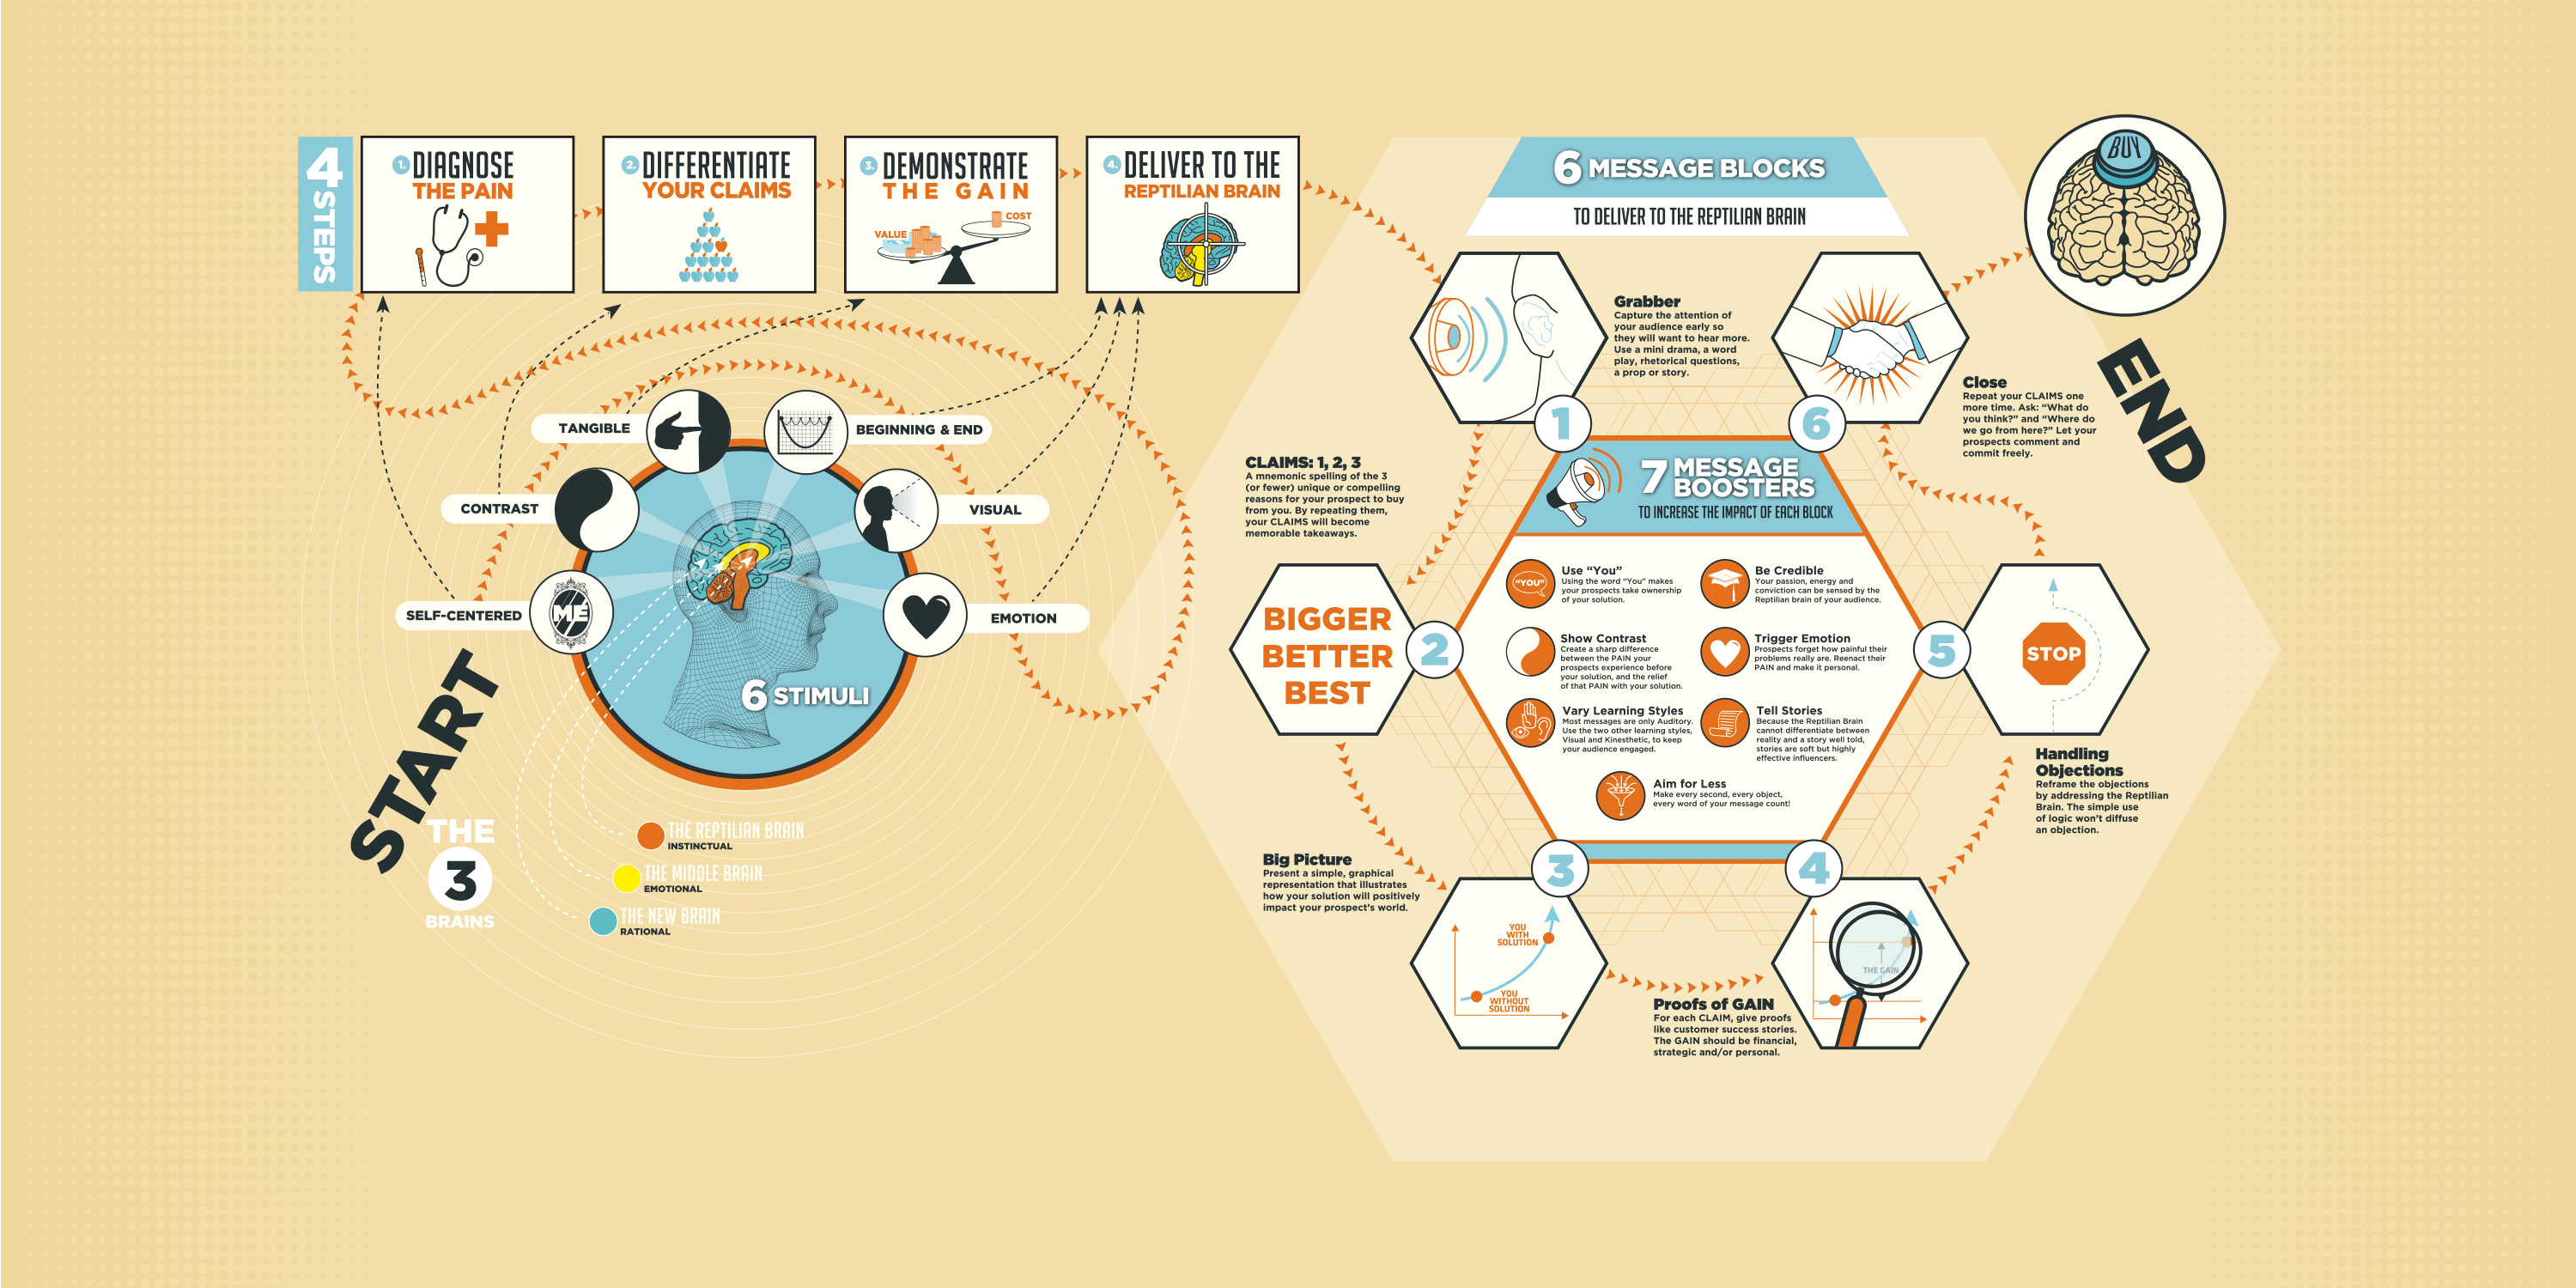 4 STEPS
1. DIAGNOSE
THE PAIN
2. DIFFERENTIATE
YOUR CLAIMS
3. DEMONSTRATE
THE GAIN
VALUE
COST
4. DELIVER TO THE
REPTILIAN BRAIN
START
THE
3
BRAINS
THE REPTILIAN BRAIN
INSTINCTUAL
THE MIDDLE BRAIN
EMOTIONAL
THE NEW BRAIN
RATIONAL
6 STIMULI
SELF-CENTERED
ME
CONTRAST
TANGIBLE
BEGINNING & END
VISUAL
EMOTION
6 MESSAGE BLOCKS
TO DELIVER TO THE REPTILIAN BRAIN
1
Grabber
Capture the attention of
your audience early so
they will want to hear more.
Use a mini drama, a word
play, rhetorical questions,
a prop or story.
CLAIMS: 1, 2, 3
A mnemonic spelling of the 3
(or fewer) unique or compelling
reasons for your prospect to buy
from you. By repeating them,
your CLAIMS will become
memorable takeaways.
BIGGER
BETTER
BEST
2
Big Picture
Present a simple, graphical
representation that illustrates
how your solution will positively
impact your prospect's world.
3
YOU
WITH
SOLUTION
YOU
WITHOUT
SOLUTION
Proofs of GAIN
For each CLAIM, give proofs
like customer success stories.
The GAIN should be financial,
strategic and/or personal.
4
THE GAIN
5
STOP
Handling
Objections
Reframe the objections
by addressing the Reptilian
Brain. The simple use
of logic won't diffuse
an objection.
6
Close
Repeat your CLAIMS one
more time. Ask: “What do
you think?” and “Where do
we go from here?” Let your
prospects comment and
commit freely.
7 MESSAGE
BOOSTERS
TO INCREASE THE IMPACT OF EACH BLOCK
“YOU”
Use “You”
Using the word “You” makes
your prospects take ownership
of your solution.
Be Credible
Your passion, energy and
conviction can be sensed by the
Reptilian brain of your audience.
Show Contrast
Create a sharp difference
between the PAIN your
prospects experience before
your solution, and the relief
of that PAIN with your solution.
Trigger Emotion
Prospects forget how painful their
problems really are. Reenact their
PAIN and make it personal.
Vary Learning Styles
Most messages are only Auditory.
Use the two other learning styles,
Visual and Kinesthetic, to keep
your audience engaged.
Tell Stories
Because the Reptilian Brain
cannot differentiate between
reality and a story well told,
stories are soft but highly
effective influencers.
Aim for Less
Make every second, every object,
every word of your message count!
BUY
END